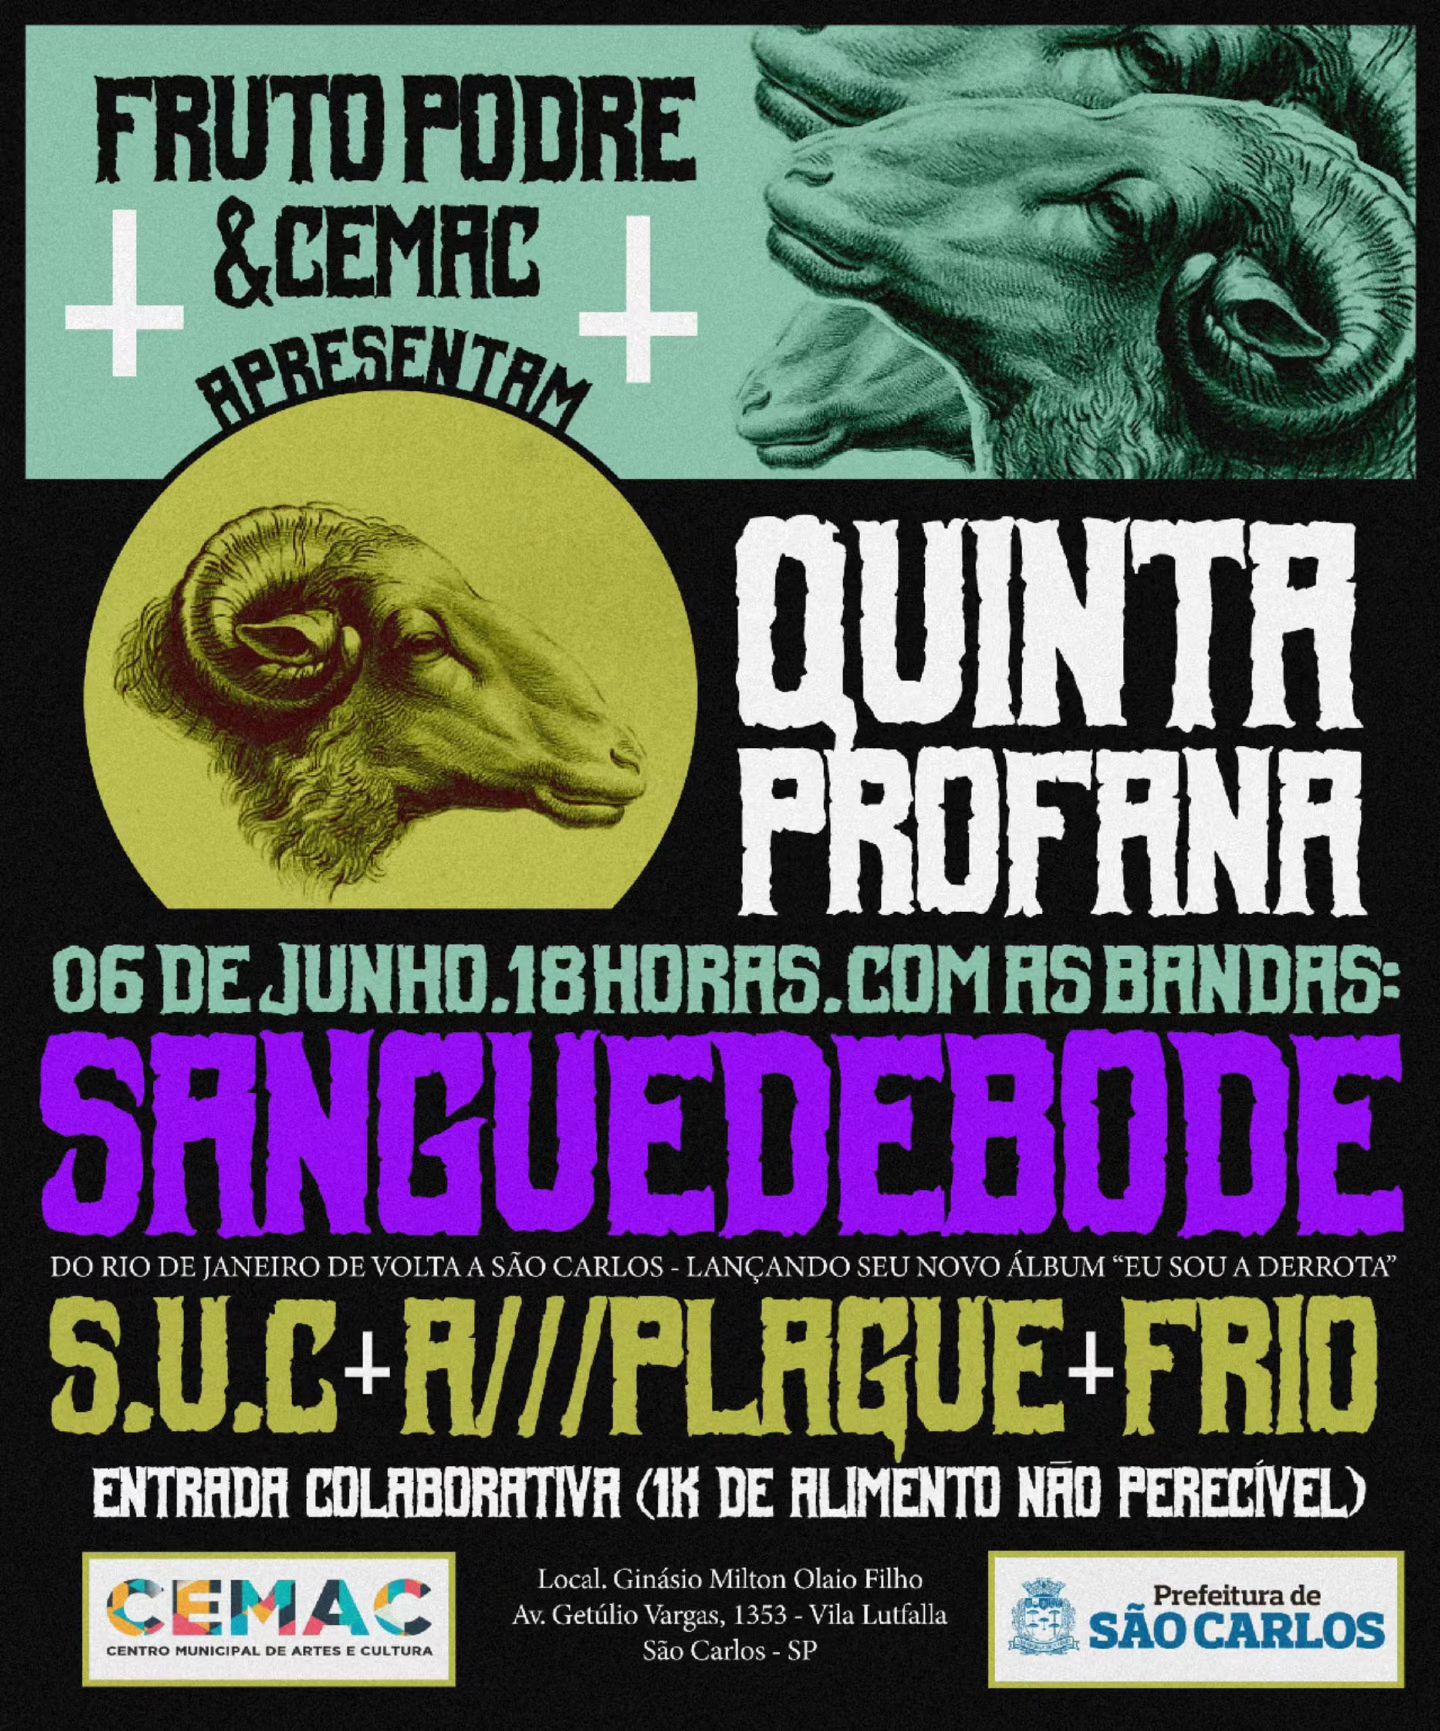 FRUTO PODRE
& CEMAC
APRESENTAM
QUINTA
PROFANA
06 DE JUNHO. 18 HORAS. COM AS BANDAS:
SANGUEDEBODE
DO RIO DE JANEIRO DE VOLTA A SÃO CARLOS - LANÇANDO SEU NOVO ÁLBUM “EU SOU A DERROTA”
S.U.C + A///PLAGUE + FRIO
ENTRADA COLABORATIVA (1K DE ALIMENTO NÃO PERECÍVEL)
CEMAC
CENTRO MUNICIPAL DE ARTES E CULTURA
Local. Ginásio Milton Olaio Filho
Av. Getúlio Vargas, 1353 - Vila Lutfalla
São Carlos - SP
Prefeitura de
SÃO CARLOS